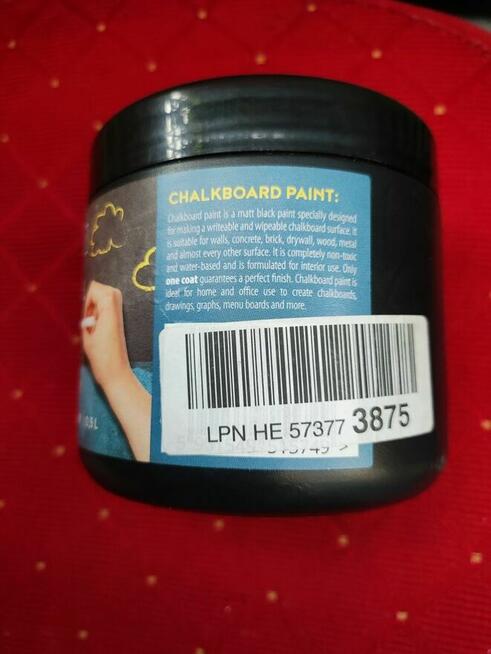 CHALKBOARD PAINT:
Chalkboard paint is a matt black paint specially designed
for making a writeable and wipeable chalkboard surface. It
is suitable for walls, concrete, brick, drywall, wood, metal
and almost every other surface. It is completely non-toxic
and water-based and is formulated for interior use. Only
one coat guarantees a perfect finish. Chalkboard paint is
ideal for home and office use to create chalkboards,
drawings, graphs, menu boards and more.
0,5 L
LPN HE 57377 3875